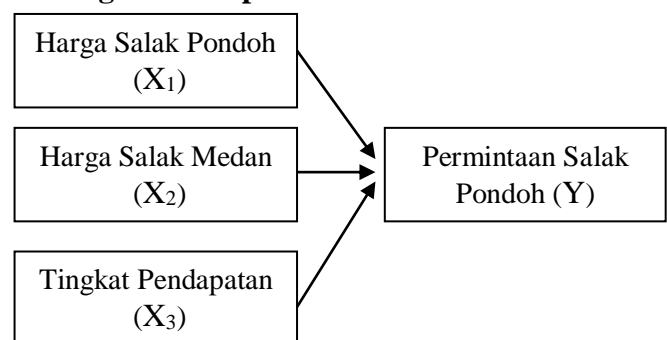 Harga Salak Pondoh
(X₁)
Harga Salak Medan
(X₂)
Tingkat Pendapatan
(X₃)
Permintaan Salak
Pondoh (Y)